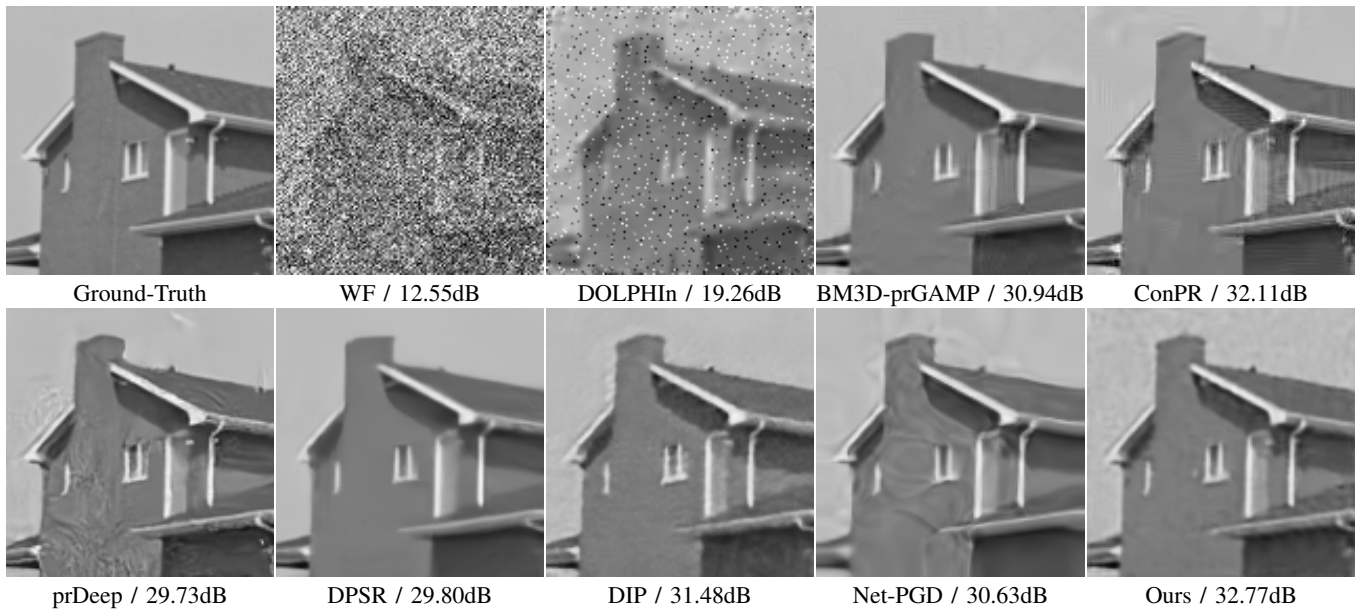 Ground-Truth WF / 12.55dB DOLPHIn / 19.26dB BM3D-prGAMP / 30.94dB ConPR / 32.11dB
prDeep / 29.73dB DPSR / 29.80dB DIP / 31.48dB Net-PGD / 30.63dB Ours / 32.77dB